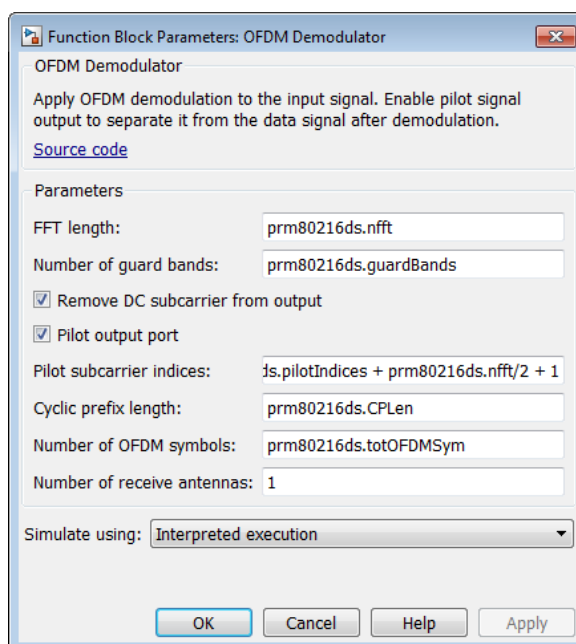 Function Block Parameters: OFDM Demodulator
OFDM Demodulator
Apply OFDM demodulation to the input signal. Enable pilot signal
output to separate it from the data signal after demodulation.
Source code
Parameters
FFT length: prm80216ds.nfft
Number of guard bands: prm80216ds.guardBands
Remove DC subcarrier from output
Pilot output port
Pilot subcarrier indices: ds.pilotIndices + prm80216ds.nfft/2 + 1
Cyclic prefix length: prm80216ds.CPLen
Number of OFDM symbols: prm80216ds.totOFDMSym
Number of receive antennas: 1
Simulate using: Interpreted execution
OK Cancel Help Apply